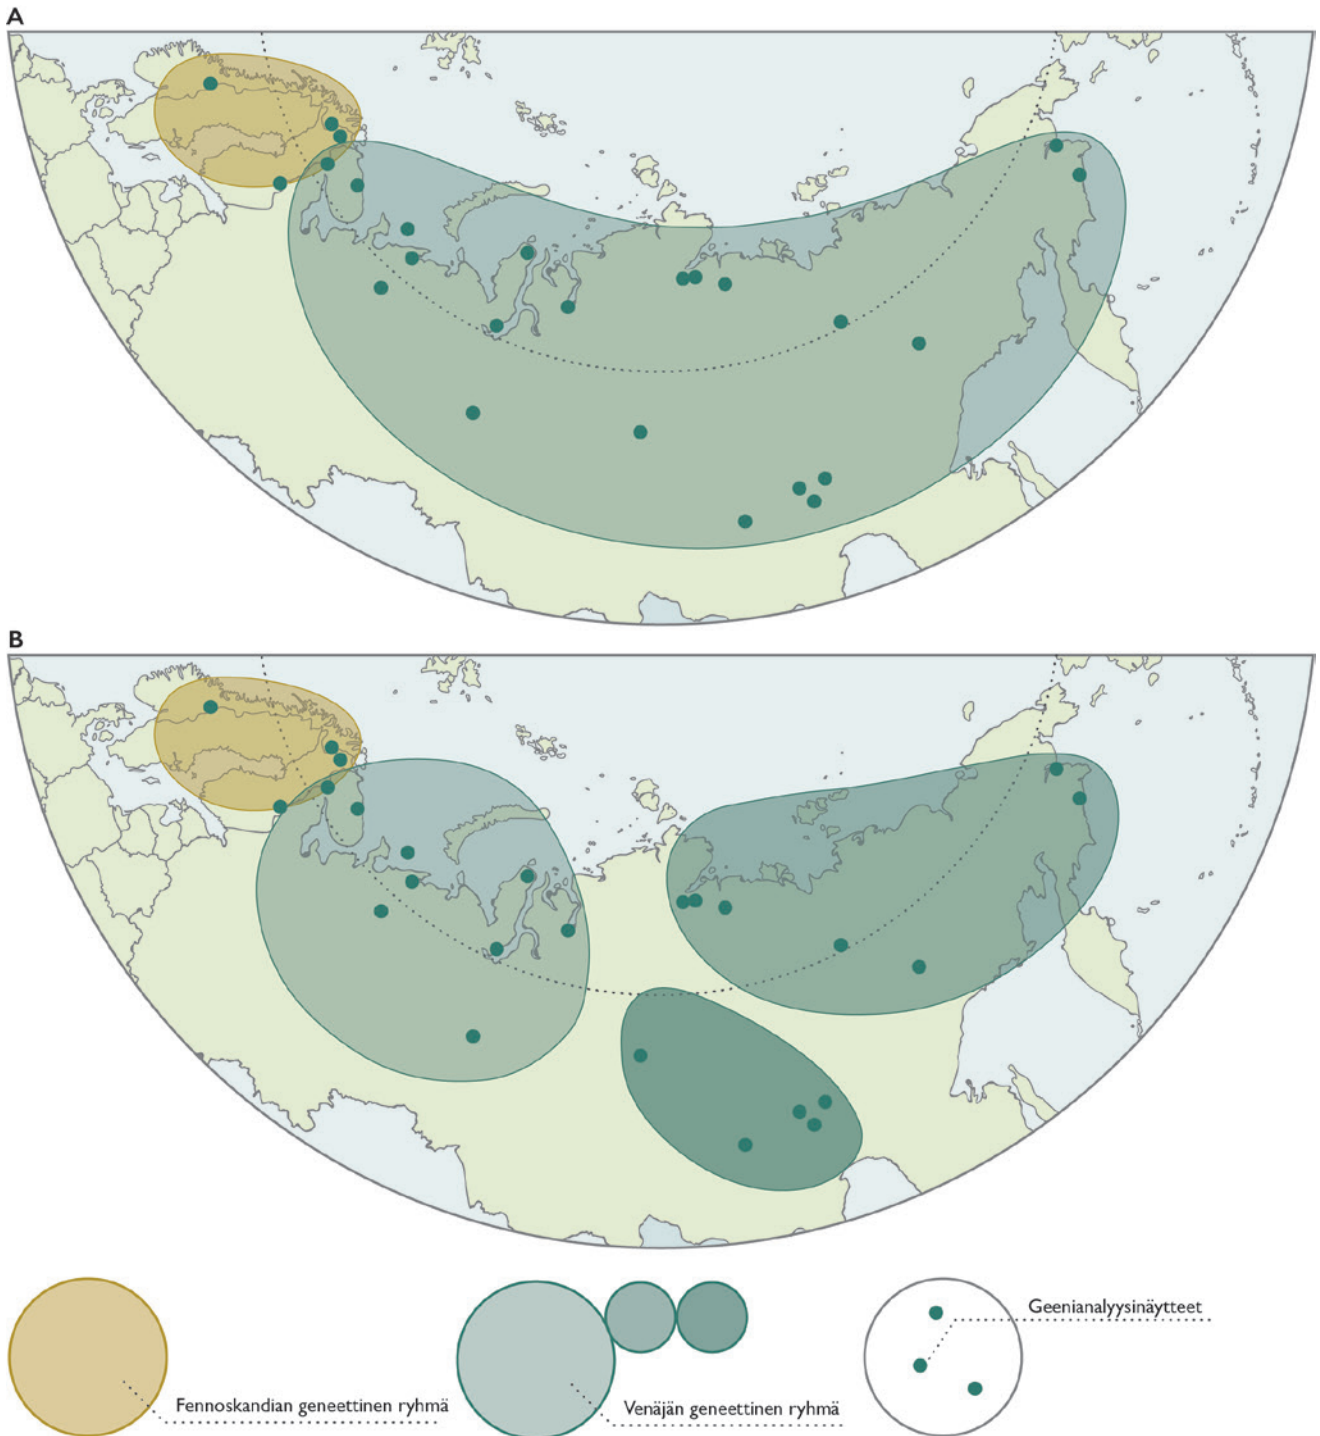 A
B
Fennoskandian geneettinen ryhmä
Venäjän geneettinen ryhmä
Geenianalyysinäytteet